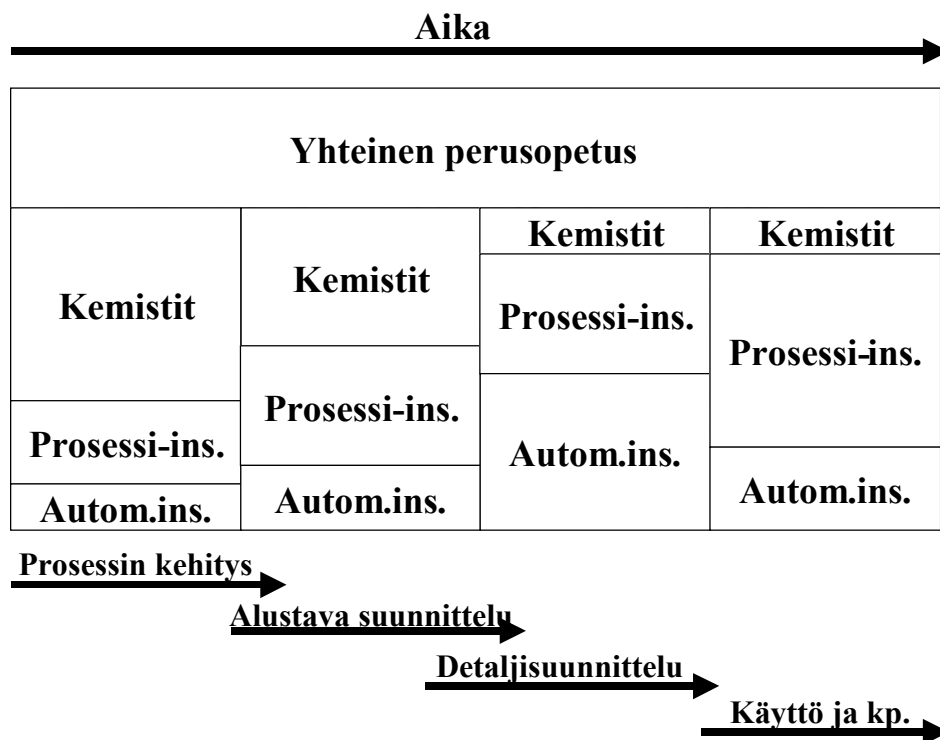 Aika
Yhteinen perusopetus
Kemistit
Prosessi-ins.
Autom.ins.
Kemistit
Prosessi-ins.
Autom.ins.
Kemistit
Prosessi-ins.
Autom.ins.
Kemistit
Prosessi-ins.
Autom.ins.
Prosessin kehitys
Alustava suunnittelu
Detaljisuunnittelu
Käyttö ja kp.